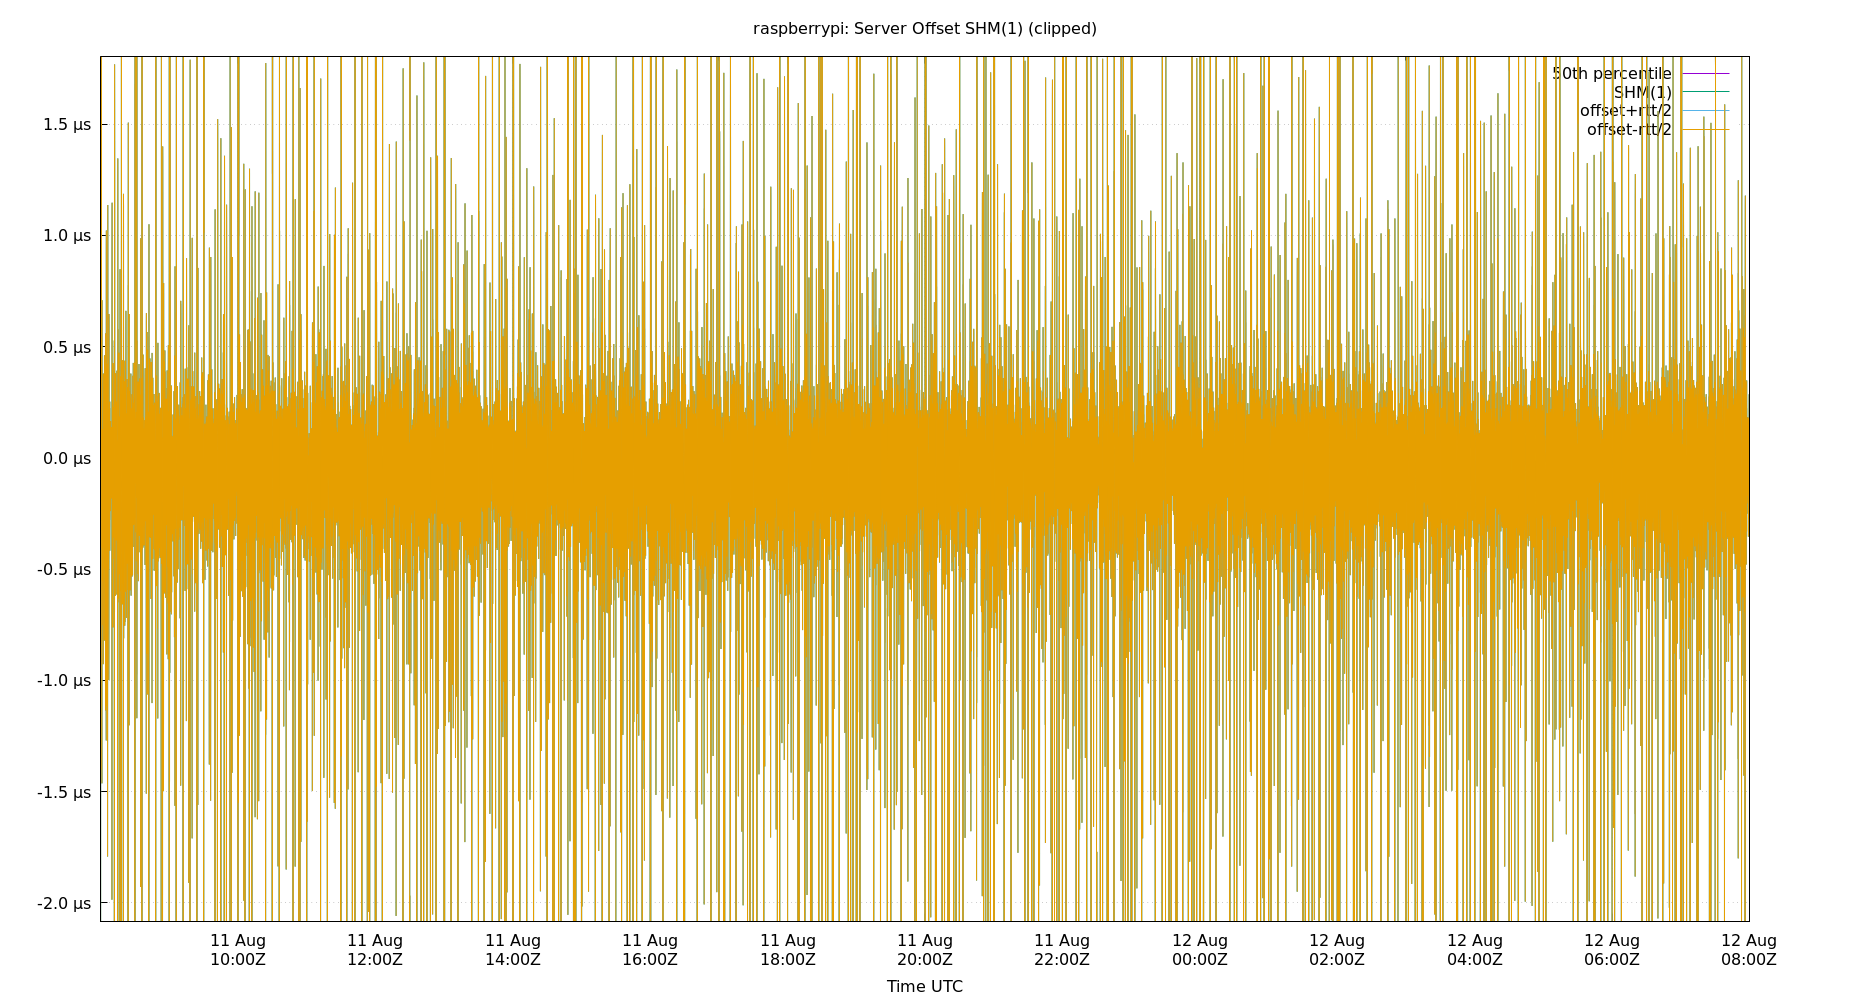 raspberrypi: Server Offset SHM(1) (clipped)
50th percentile
SHM(1)
offset+rtt/2
offset-rtt/2
1.5 µs
1.0 µs
0.5 µs
0.0 µs
-0.5 µs
-1.0 µs
-1.5 µs
-2.0 µs
11 Aug 11 Aug 11 Aug 11 Aug 11 Aug 11 Aug 11 Aug 12 Aug 12 Aug 12 Aug 12 Aug 12 Aug
10:00Z 12:00Z 14:00Z 16:00Z 18:00Z 20:00Z 22:00Z 00:00Z 02:00Z 04:00Z 06:00Z 08:00Z
Time UTC